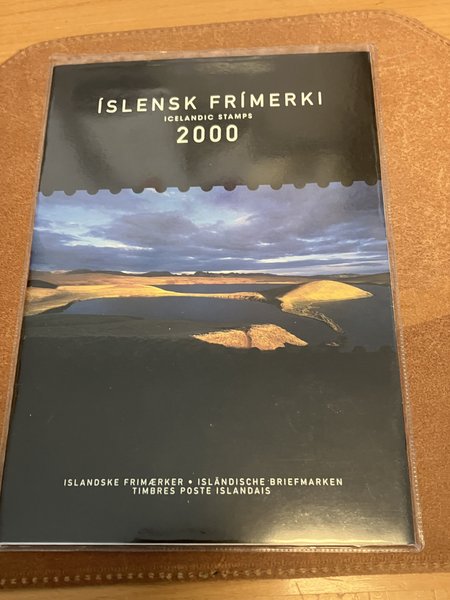 ÍSLENSK FRÍMERKI
ICELANDIC STAMPS
2000
ISLANDSKE FRIMÆRKER • ISLÄNDISCHE BRIEFMARKEN
TIMBRES POSTE ISLANDAIS